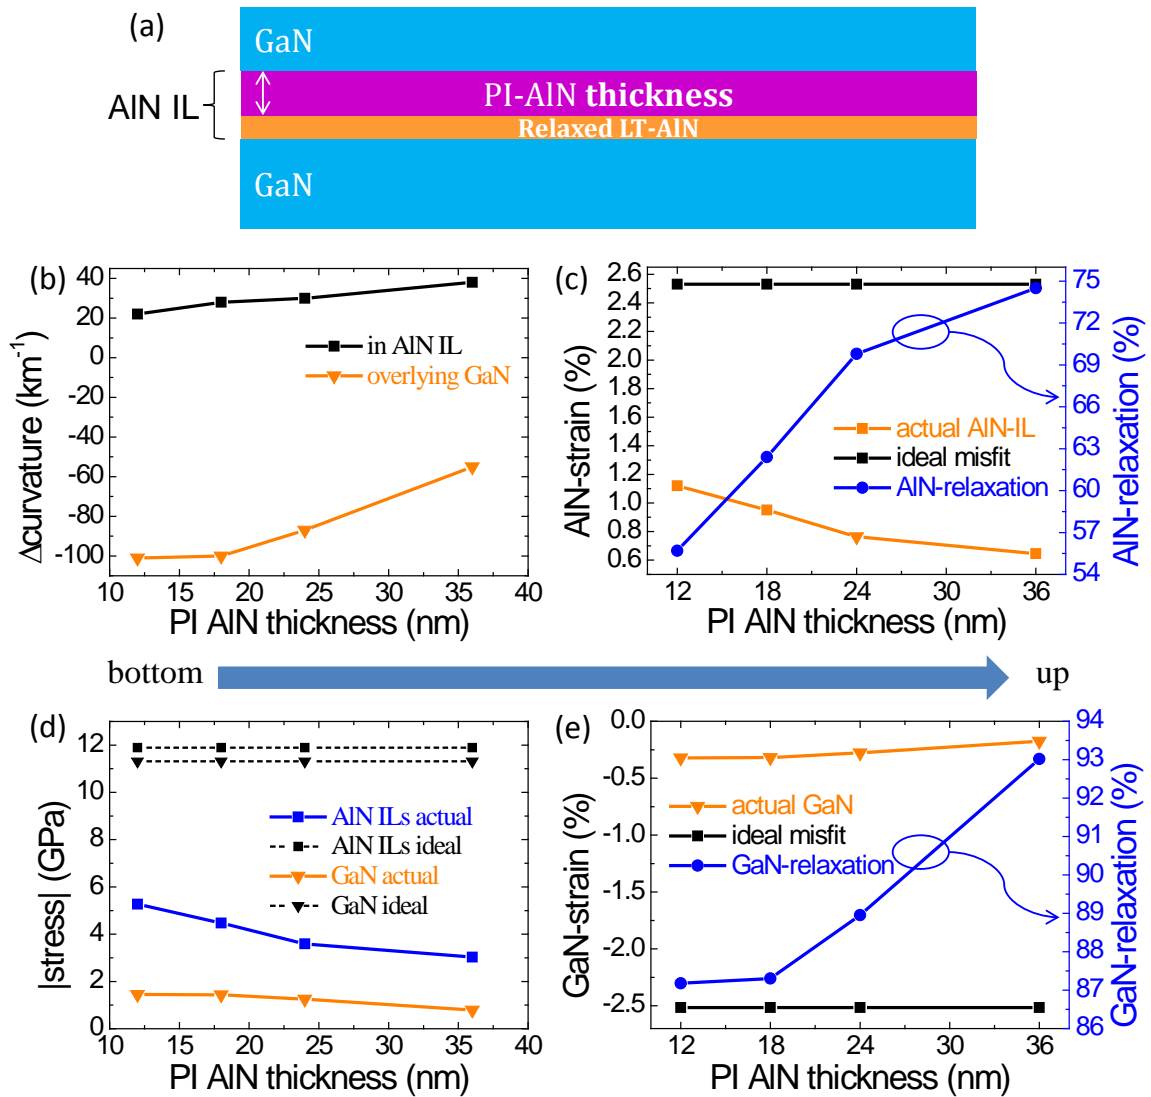 (a)
GaN
AlN IL
PI-AlN thickness
Relaxed LT-AlN
GaN
(b)
40
20
0
-20
-40
-60
-80
-100
Δcurvature (km-1)
in AlN IL
overlying GaN
10 15 20 25 30 35 40
PI AlN thickness (nm)
(c)
2.6
2.4
2.2
2.0
1.8
1.6
1.4
1.2
1.0
0.8
0.6
AlN-strain (%)
actual AlN-IL
ideal misfit
AlN-relaxation
75
72
69
66
63
60
57
54
AlN-relaxation (%)
12 18 24 30 36
PI AlN thickness (nm)
bottom
up
(d)
12
10
8
6
4
2
0
|stress| (GPa)
AlN ILs actual
AlN ILs ideal
GaN actual
GaN ideal
10 15 20 25 30 35 40
PI AlN thickness (nm)
(e)
0.0
-0.5
-1.0
-1.5
-2.0
-2.5
GaN-strain (%)
actual GaN
ideal misfit
GaN-relaxation
94
93
92
91
90
89
88
87
86
GaN-relaxation (%)
12 18 24 30 36
PI AlN thickness (nm)